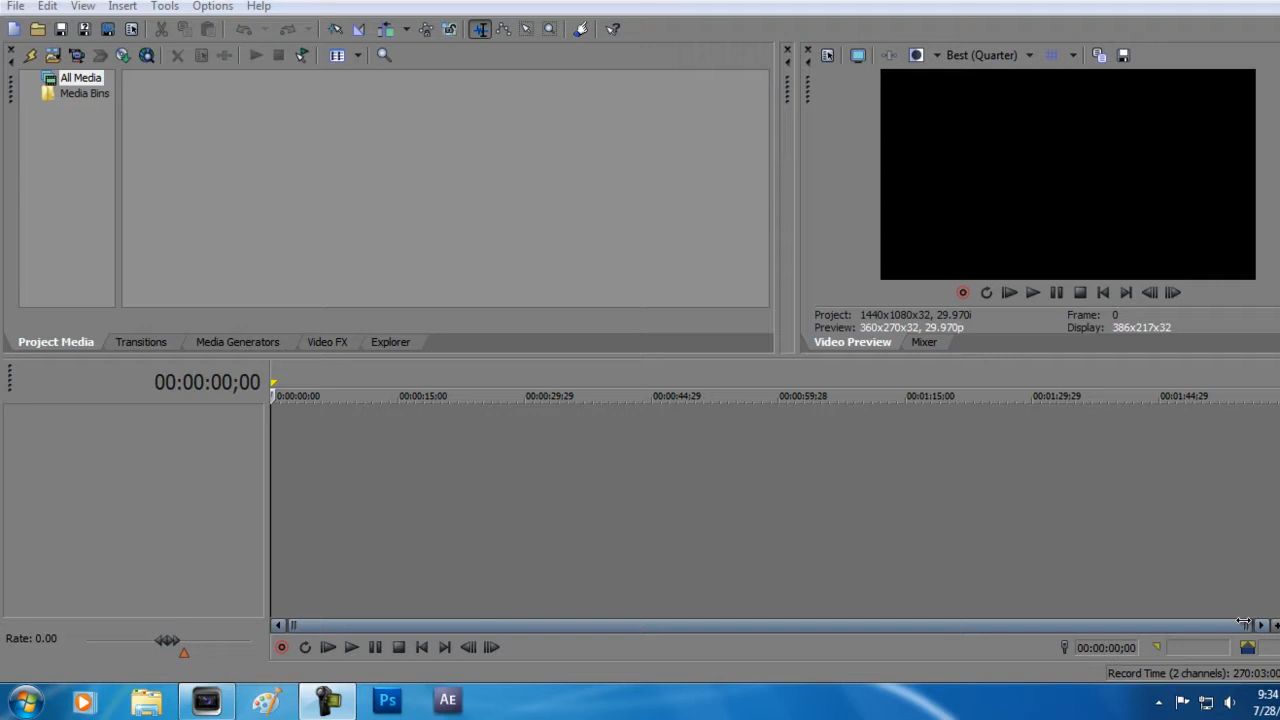 File Edit View Insert Tools Options Help
Best (Quarter)
All Media
Media Bins
Project: 1440x1080x32, 29.970i Frame: 0
Preview: 360x270x32, 29.970p Display: 386x217x32
Project Media Transitions Media Generators Video FX Explorer
Video Preview Mixer
00:00:00;00
0:00:00;00 00:00:15;00 00:00:29;29 00:00:44;29 00:00:59;28 00:01:15;00 00:01:29;29 00:01:44;29
Rate: 0.00
00:00:00;00
Record Time (2 channels): 270:03:00
Ps AE
9:34
7/28/